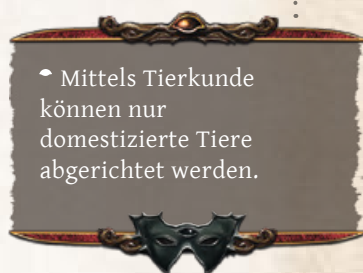 Mittels Tierkunde
können nur
domestizierte Tiere
abgerichtet werden.